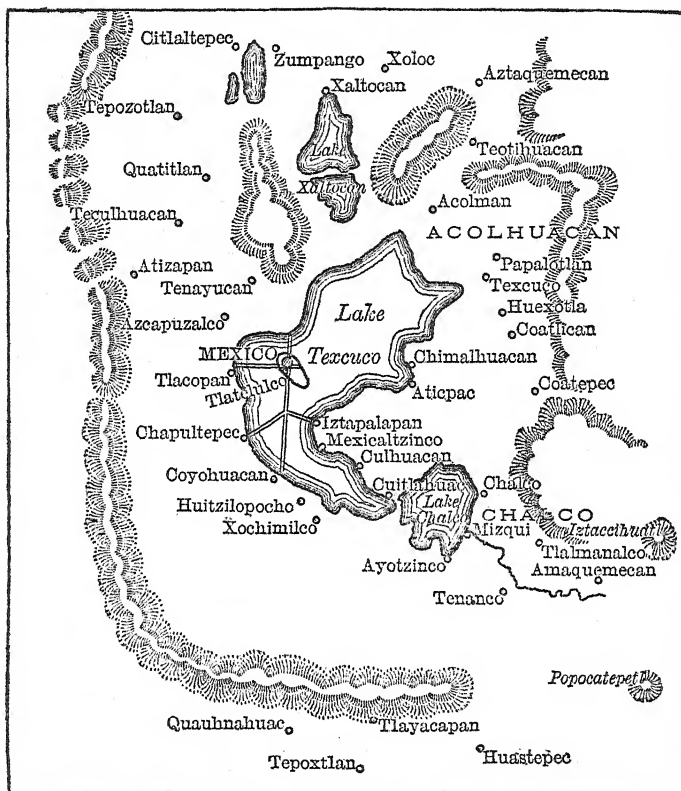 Citlaltepec
Zumpango
Xoloc
Aztaquemecan
Xaltocan
Tepozotlan
Lake
Xaltocan
Teotihuacan
Quatitlan
Acolman
Teculhuacan
ACOLHUACAN
Atizapan
Papalotlan
Tenayucan
Texcuco
Lake
Texcuco
Huexotla
Azcapuzalco
Coatlican
MEXICO
Chimalhuacan
Tlacopan
Tlatelulco
Aticpac
Coatepec
Iztapalapan
Chapultepec
Mexicaltzinco
Culhuacan
Coyohuacan
Cuitlahuac
Chalco
Huitzilopocho
Lake
Chalco
CHALCO
Xochimilco
Mizqui
Iztaccihuatl
Tlalmanalco
Ayotzinco
Amaquemecan
Tenanco
Popocatepetl
Quauhnahuac
Tlayacapan
Tepoxtlan
Huastepec